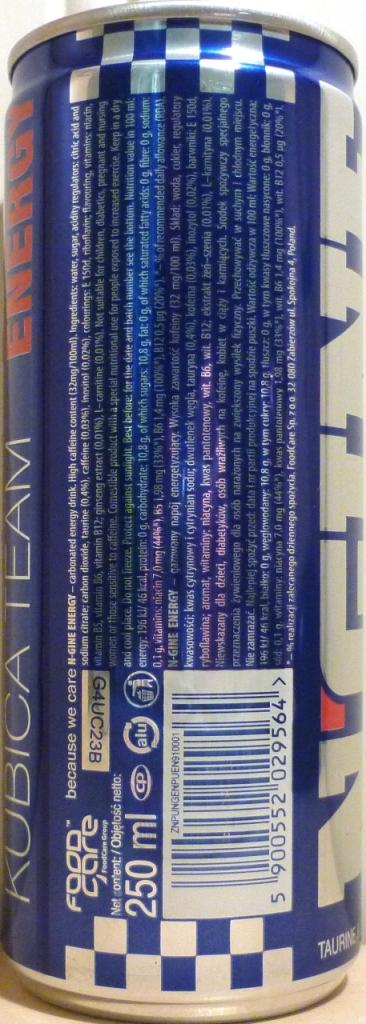 KUBICA TEAM
ENERGY
because we care
FOOD
Care
FoodCare Group
G4UC23B
Net content: / Objętość netto:
250 ml
alu
N-GINE ENERGY – carbonated energy drink. High caffeine content (32mg/100ml). Ingredients: water, sugar, acidity regulators: citric acid and
sodium citrate; carbon dioxide, taurine (0,4%), caffeine (0,03%), inositol (0,02%), colourings: E 150d, riboflavin; flavouring, vitamins: niacin,
vitamin B5, vitamin B6, vitamin B12; ginseng extract (0,01%), L-carnitine (0,01%). Not suitable for children, diabetics, pregnant and nursing
women or those sensitive to caffeine. Comestible product with a special nutritional use for people exposed to increased exercise. Keep in a dry
and cool place. Do not freeze. Protect against sunlight. Best before: for the date and batch number see the bottom. Nutrition value in 100 ml:
energy: 196 kJ/ 46 kcal, protein: 0 g, carbohydrate: 10,8 g, of which sugars: 10,8 g, fat: 0 g, of which saturated fatty acids: 0 g, fibre: 0 g, sodium:
0,1 g, vitamins: niacin 7,0 mg (44%*), B5 1,98 mg (33%*), B6 1,4 mg (100%*), B12 0,5 µg (20%*). *-% of recommended daily allowance (RDA).
N-GINE ENERGY – gazowany napój energetyzujący. Wysoka zawartość kofeiny (32 mg/100 ml). Skład: woda, cukier, regulatory
kwasowości: kwas cytrynowy i cytrynian sodu; dwutlenek węgla, tauryna (0,4%), kofeina (0,03%), inozytol (0,02%), barwniki: E 150d,
ryboflawina; aromat, witaminy: niacyna, kwas pantotenowy, wit. B6, wit. B12; ekstrakt żeń-szenia (0,01%), L-karnityna (0,01%).
Niewskazany dla dzieci, diabetyków, osób wrażliwych na kofeinę, kobiet w ciąży i karmiących. Środek spożywczy specjalnego
przeznaczenia żywieniowego dla osób narażonych na zwiększony wysiłek fizyczny. Przechowywać w suchym i chłodnym miejscu.
Nie zamrażać. Najlepiej spożyć przed: data i nr partii produkcyjnej na spodzie puszki. Wartość odżywcza w 100 ml: Wartość energetyczna:
196 kJ/ 46 kcal, białko: 0 g, węglowodany: 10,8 g, w tym cukry: 10,8 g, tłuszcz: 0 g, w tym kwasy tłuszczowe nasycone: 0 g, błonnik: 0 g,
sód: 0,1 g, witaminy: niacyna 7,0 mg (44%*), kwas pantotenowy 1,98 mg (33%*), wit. B6 1,4 mg (100%*), wit. B12 0,5 µg (20%*).
*-% realizacji zalecanego dziennego spożycia. FoodCare Sp. z o.o. 32-080 Zabierzów ul. Spokojna 4, Poland.
ZNPUNGENPUEN910001
5 900552 029564 >
TAURINE